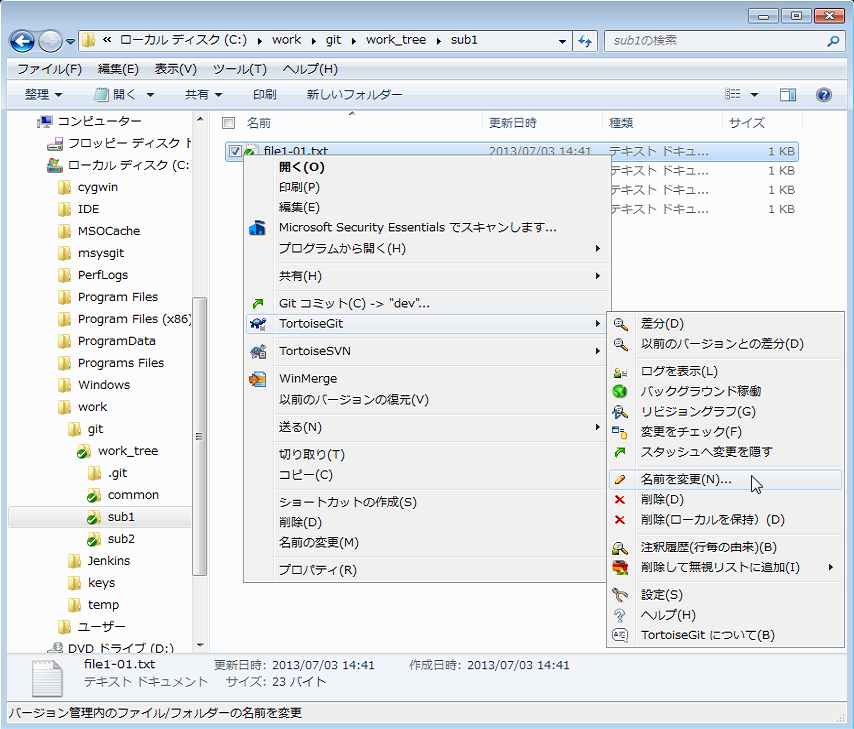 « ローカル ディスク (C:) ▸ work ▸ git ▸ work_tree ▸ sub1
sub1の検索
ファイル(F) 編集(E) 表示(V) ツール(T) ヘルプ(H)
整理 ▼ 開く ▼ 共有 ▼ 印刷 新しいフォルダー
コンピューター
フロッピー ディスク ド
ローカル ディスク (C:
cygwin
IDE
MSOCache
msysgit
PerfLogs
Program Files
Program Files (x86)
ProgramData
Programs Files
Windows
work
git
work_tree
.git
common
sub1
sub2
Jenkins
keys
temp
ユーザー
DVD ドライブ (D:)
名前 更新日時 種類 サイズ
file1-01.txt 2013/07/03 14:41 テキスト ドキュ... 1 KB
テキスト ドキュ... 1 KB
テキスト ドキュ... 1 KB
テキスト ドキュ... 1 KB
開く(O)
印刷(P)
編集(E)
Microsoft Security Essentials でスキャンします...
プログラムから開く(H)
共有(H)
Git コミット(C) -> "dev"...
TortoiseGit
TortoiseSVN
WinMerge
以前のバージョンの復元(V)
送る(N)
切り取り(T)
コピー(C)
ショートカットの作成(S)
削除(D)
名前の変更(M)
プロパティ(R)
差分(D)
以前のバージョンとの差分(D)
ログを表示(L)
バックグラウンド稼働
リビジョングラフ(G)
変更をチェック(F)
スタッシュへ変更を隠す
名前を変更(N)...
削除(D)
削除(ローカルを保持） (D)
注釈履歴(行毎の由来)(B)
削除して無視リストに追加(I)
設定(S)
ヘルプ(H)
TortoiseGit について(B)
file1-01.txt 更新日時: 2013/07/03 14:41 作成日時: 2013/07/03 14:41
テキスト ドキュメント サイズ: 23 バイト
バージョン管理内のファイル/フォルダーの名前を変更